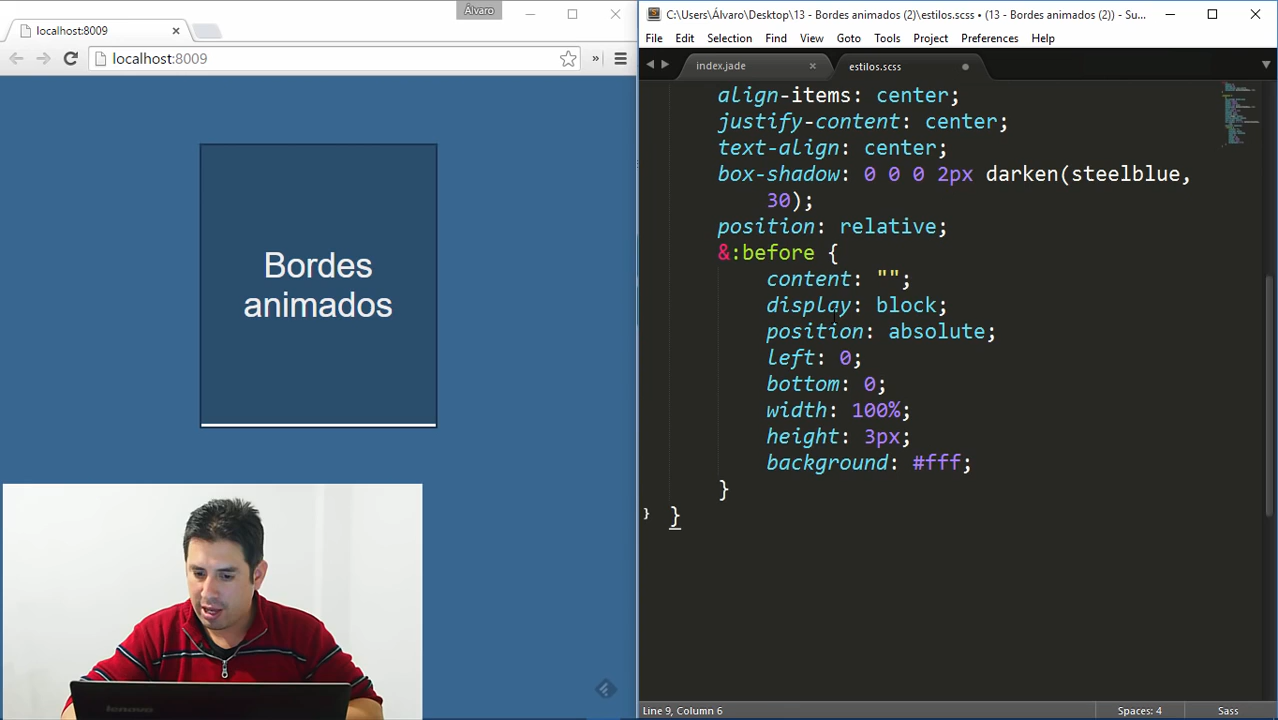 Álvaro
localhost:8009
localhost:8009
Bordes
animados
lenovo
C:\Users\Álvaro\Desktop\13 - Bordes animados (2)\estilos.scss • (13 - Bordes animados (2)) - Su...
File Edit Selection Find View Goto Tools Project Preferences Help
index.jade
estilos.scss
align-items: center;
justify-content: center;
text-align: center;
box-shadow: 0 0 0 2px darken(steelblue,
30);
position: relative;
&:before {
content: "";
display: block;
position: absolute;
left: 0;
bottom: 0;
width: 100%;
height: 3px;
background: #fff;
}
} }
Line 9, Column 6 Spaces: 4 Sass